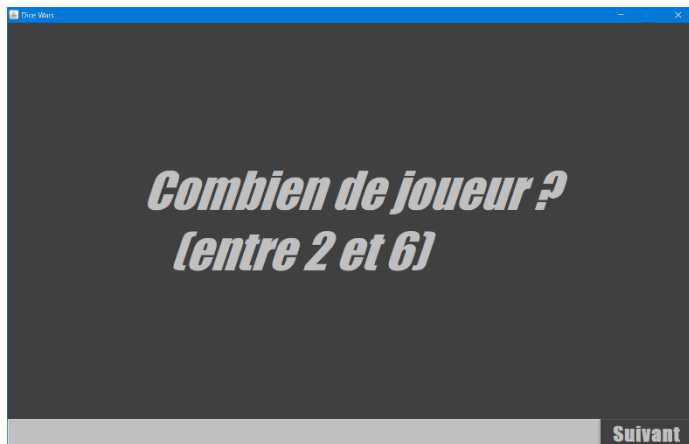 Dice Wars
Combien de joueur ?
(entre 2 et 6)
Suivant